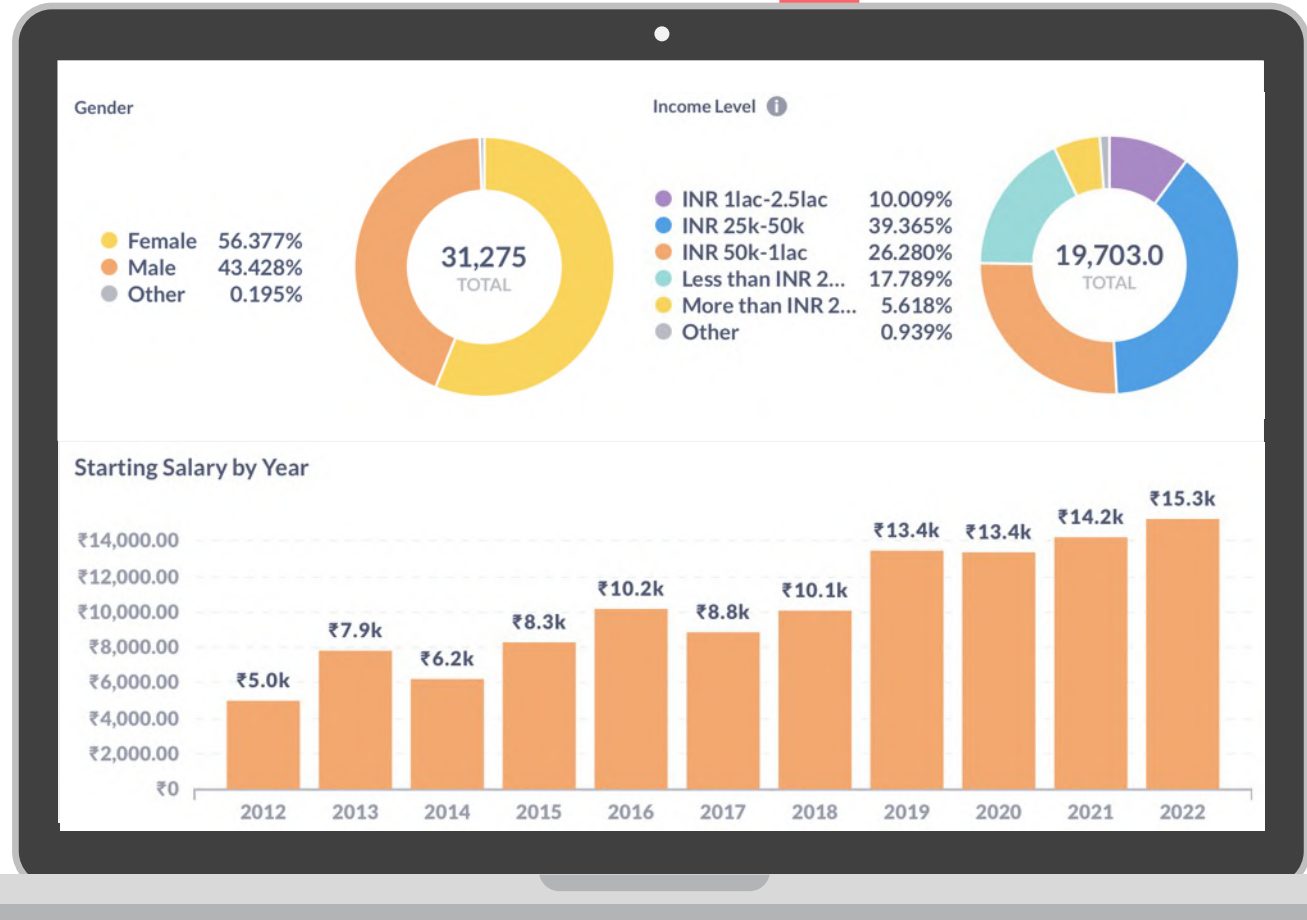 Gender
Female 56.377%
Male 43.428%
Other 0.195%
31,275
TOTAL
Income Level i
INR 1lac-2.5lac 10.009%
INR 25k-50k 39.365%
INR 50k-1lac 26.280%
Less than INR 2... 17.789%
More than INR 2... 5.618%
Other 0.939%
19,703.0
TOTAL
Starting Salary by Year
₹14,000.00
₹12,000.00
₹10,000.00
₹8,000.00
₹6,000.00
₹4,000.00
₹2,000.00
₹0
₹5.0k
₹7.9k
₹6.2k
₹8.3k
₹10.2k
₹8.8k
₹10.1k
₹13.4k
₹13.4k
₹14.2k
₹15.3k
2012 2013 2014 2015 2016 2017 2018 2019 2020 2021 2022